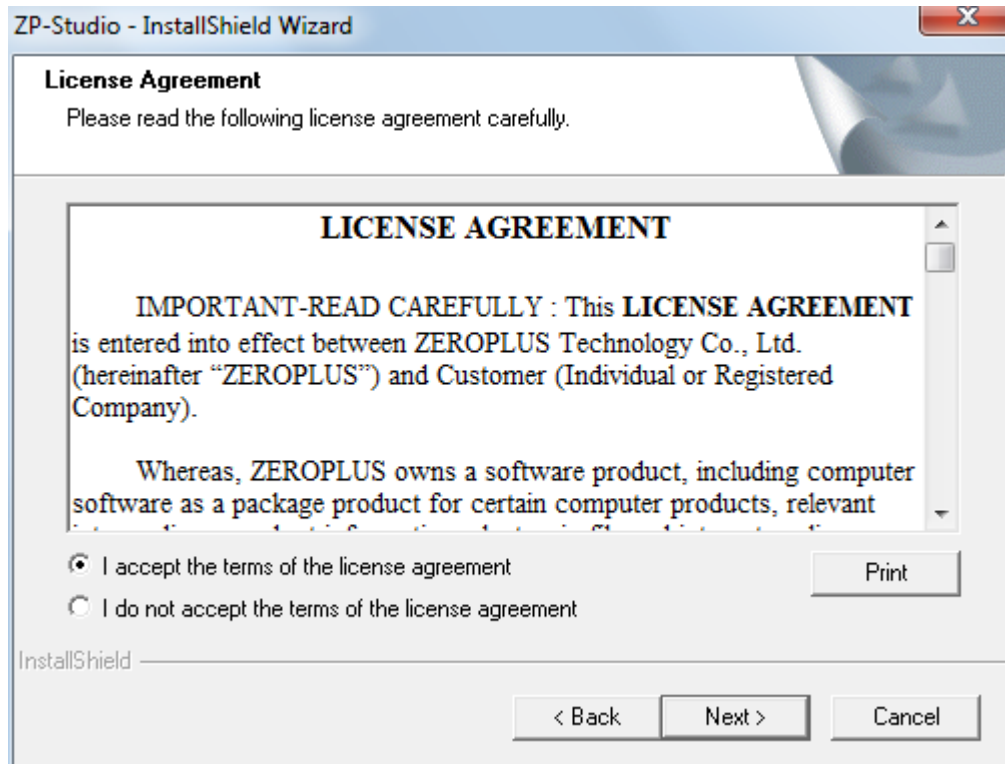 ZP-Studio - InstallShield Wizard
License Agreement
Please read the following license agreement carefully.
LICENSE AGREEMENT
IMPORTANT-READ CAREFULLY : This LICENSE AGREEMENT
is entered into effect between ZEROPLUS Technology Co., Ltd.
(hereinafter “ZEROPLUS”) and Customer (Individual or Registered
Company).
Whereas, ZEROPLUS owns a software product, including computer
software as a package product for certain computer products, relevant
I accept the terms of the license agreement
Print
I do not accept the terms of the license agreement
InstallShield
< Back
Next >
Cancel